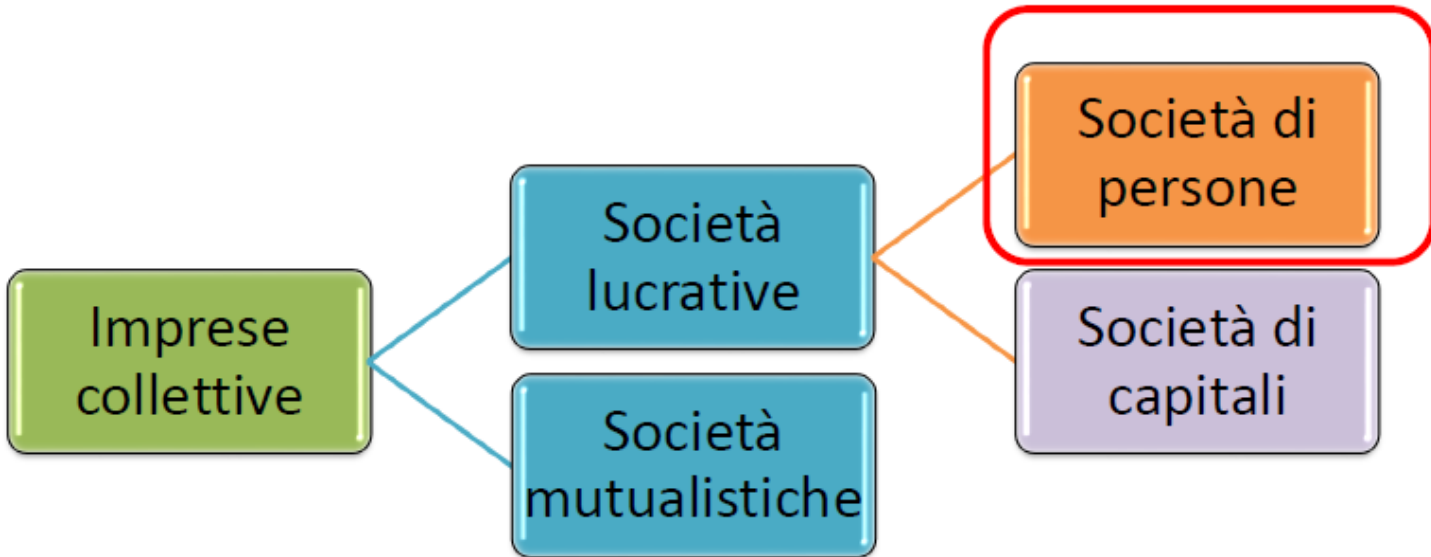 Imprese
collettive
Società
lucrative
Società
mutualistiche
Società di
persone
Società di
capitali